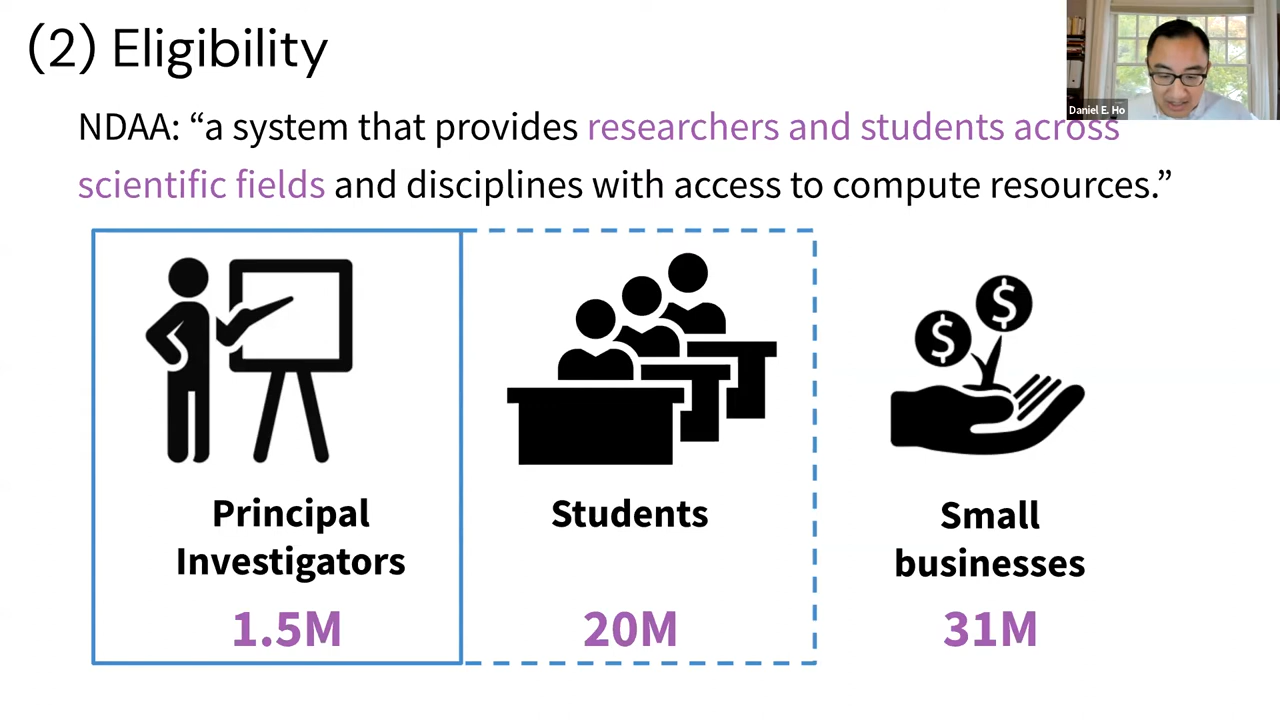 (2) Eligibility
Daniel E. Ho
NDAA: “a system that provides researchers and students across
scientific fields and disciplines with access to compute resources.”
$ $
Principal
Investigators
1.5M
Students
20M
Small
businesses
31M